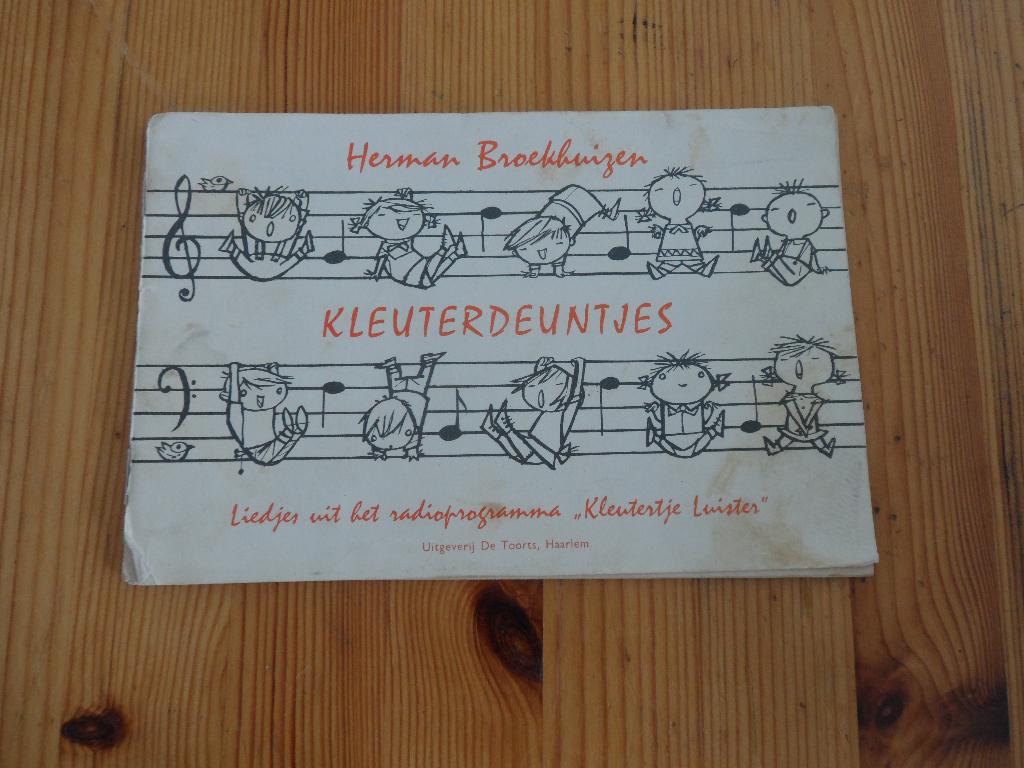 Herman Broekhuizen
KLEUTERDEUNTJES
Liedjes uit het radioprogramma „Kleutertje Luister"
Uitgeverij De Toorts, Haarlem